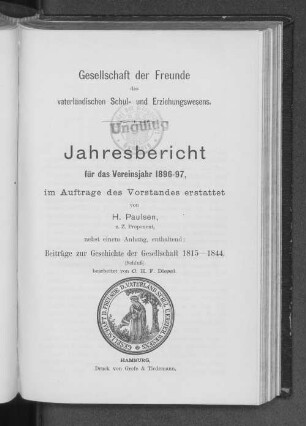 Gesellschaft der Freunde
des
vaterländischen Schul- und Erziehungswesens.
Ungültig
Jahresbericht
für das Vereinsjahr 1896-97,
im Auftrage des Vorstandes erstattet
von
H. Paulsen,
z. Z. Proponent,
nebst einem Anhang, enthaltend:
Beiträge zur Geschichte der Gesellschaft 1815—1844.
(Schluß)
bearbeitet von C. H. F.
HAMBURG,
Druck von Grefe & Tiedemann,